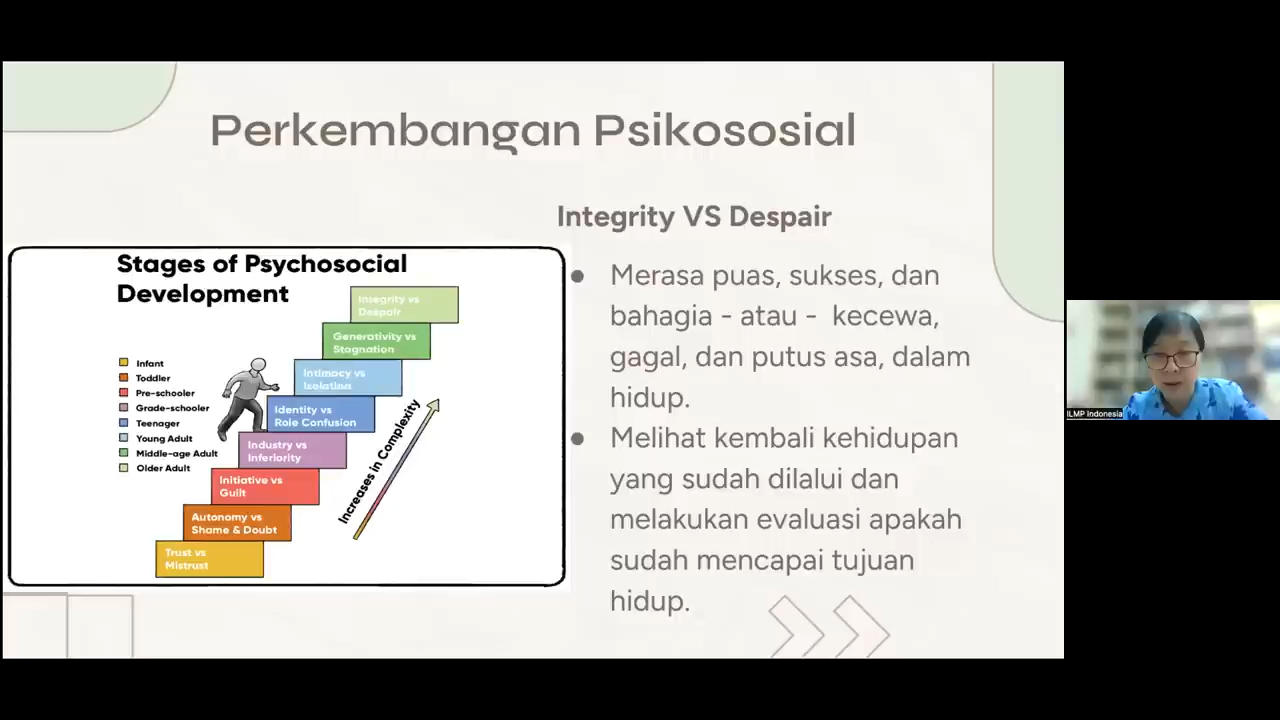 Perkembangan Psikososial
Integrity VS Despair
Stages of Psychosocial
Development
Integrity vs
Despair
Generativity vs
Stagnation
Intimacy vs
Isolation
Identity vs
Role Confusion
Industry vs
Inferiority
Initiative vs
Guilt
Autonomy vs
Shame & Doubt
Trust vs
Mistrust
Infant
Toddler
Pre-schooler
Grade-schooler
Teenager
Young Adult
Middle-age Adult
Older Adult
Increases in Complexity
● Merasa puas, sukses, dan
bahagia - atau - kecewa,
gagal, dan putus asa, dalam
hidup.
● Melihat kembali kehidupan
yang sudah dilalui dan
melakukan evaluasi apakah
sudah mencapai tujuan
hidup.
ILMP Indonesia